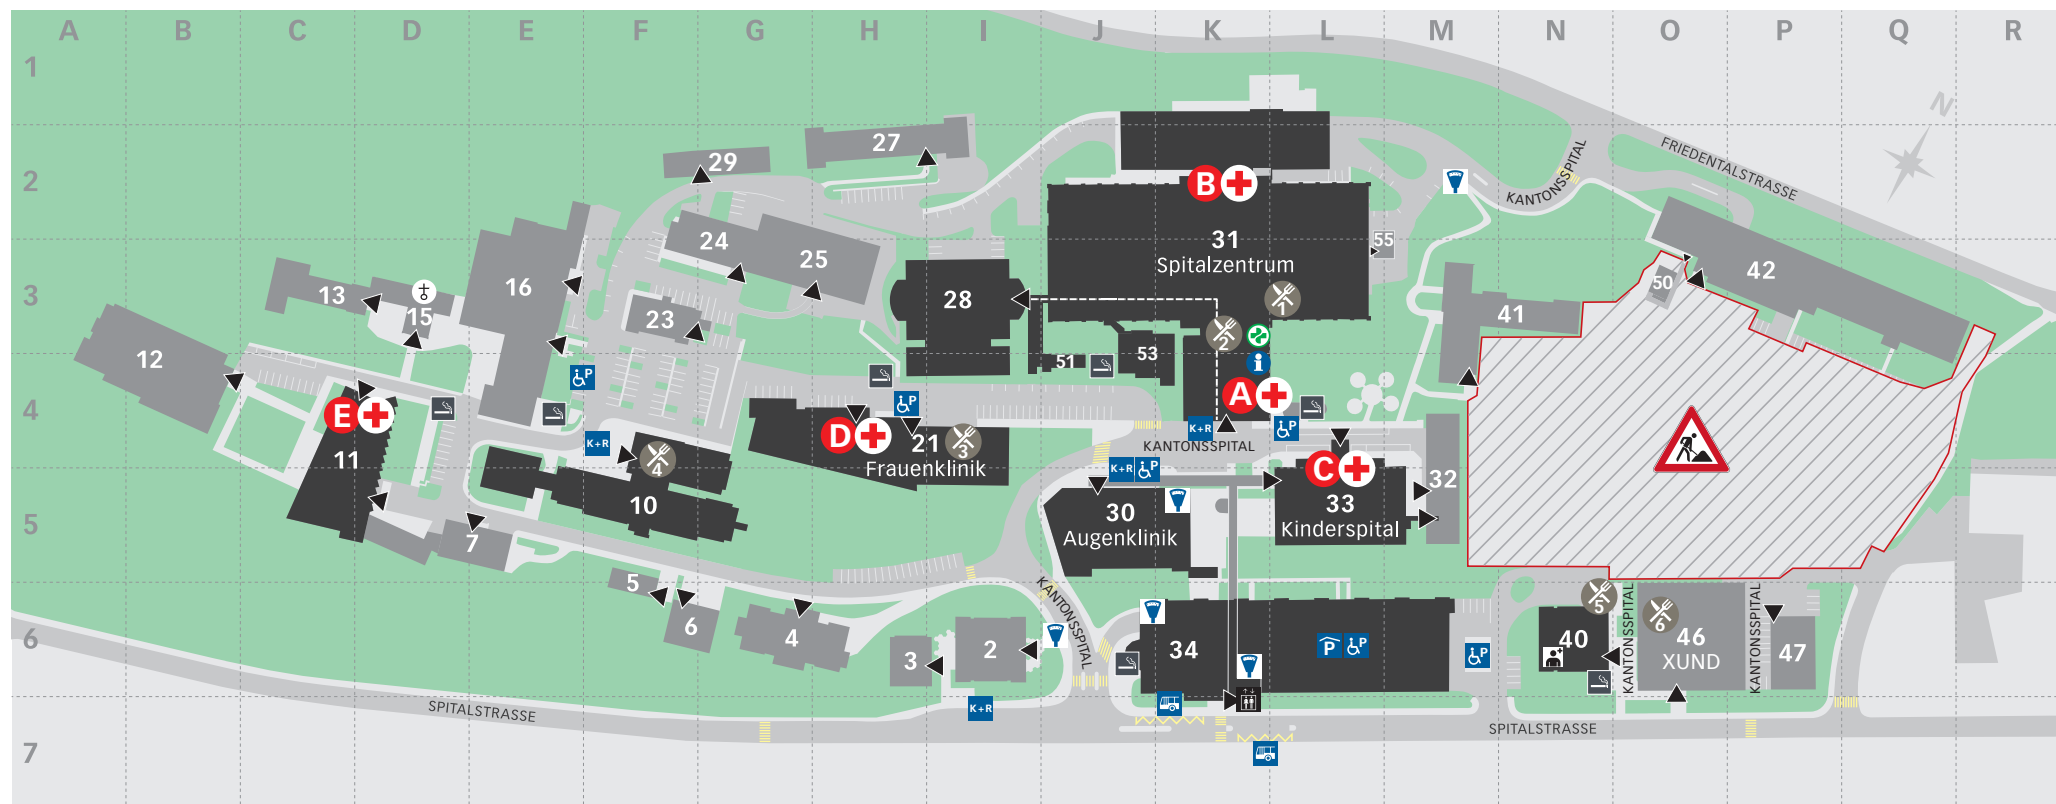 A B C D E F G H I J K L M N O P Q R
1
N
27
29
FRIEDENTALSTRASSE
KANTONSSPITAL
2
B
24
31
55
25
Spitalzentrum
42
50
3
13
16
28
1
41
15
23
2
12
51
53
i
P
P
4
E
A
D
K+R
P
K+R
21
3
KANTONSSPITAL
11
4
Frauenklinik
K+R
P
C
32
10
33
30
Kinderspital
5
7
Augenklinik
5
KANTONSSPITAL
5
6
4
3
2
34
P
P
P
40
KANTONSSPITAL
6
46
XUND
KANTONSSPITAL
47
6
K+R
SPITALSTRASSE
SPITALSTRASSE
7